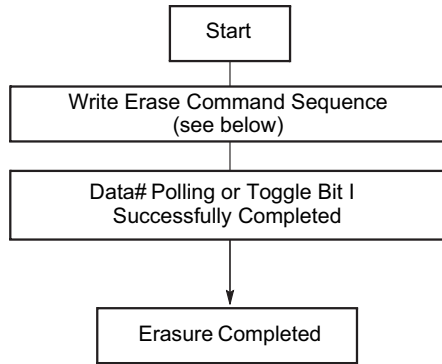 Start
Write Erase Command Sequence
(see below)
Data# Polling or Toggle Bit I
Successfully Completed
Erasure Completed